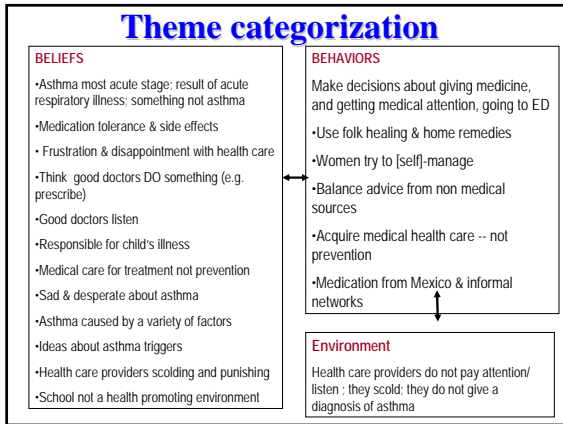 Theme categorization
BELIEFS
•Asthma most acute stage; result of acute
respiratory illness; something not asthma
•Medication tolerance & side effects
• Frustration & disappointment with health care
•Think good doctors DO something (e.g.
prescribe)
•Good doctors listen
•Responsible for child's illness
•Medical care for treatment not prevention
•Sad & desperate about asthma
•Asthma caused by a variety of factors
•Ideas about asthma triggers
•Health care providers scolding and punishing
•School not a health promoting environment
BEHAVIORS
Make decisions about giving medicine,
and getting medical attention, going to ED
•Use folk healing & home remedies
•Women try to [self]-manage
•Balance advice from non medical
sources
•Acquire medical health care -- not
prevention
•Medication from Mexico & informal
networks
Environment
Health care providers do not pay attention/
listen ; they scold; they do not give a
diagnosis of asthma